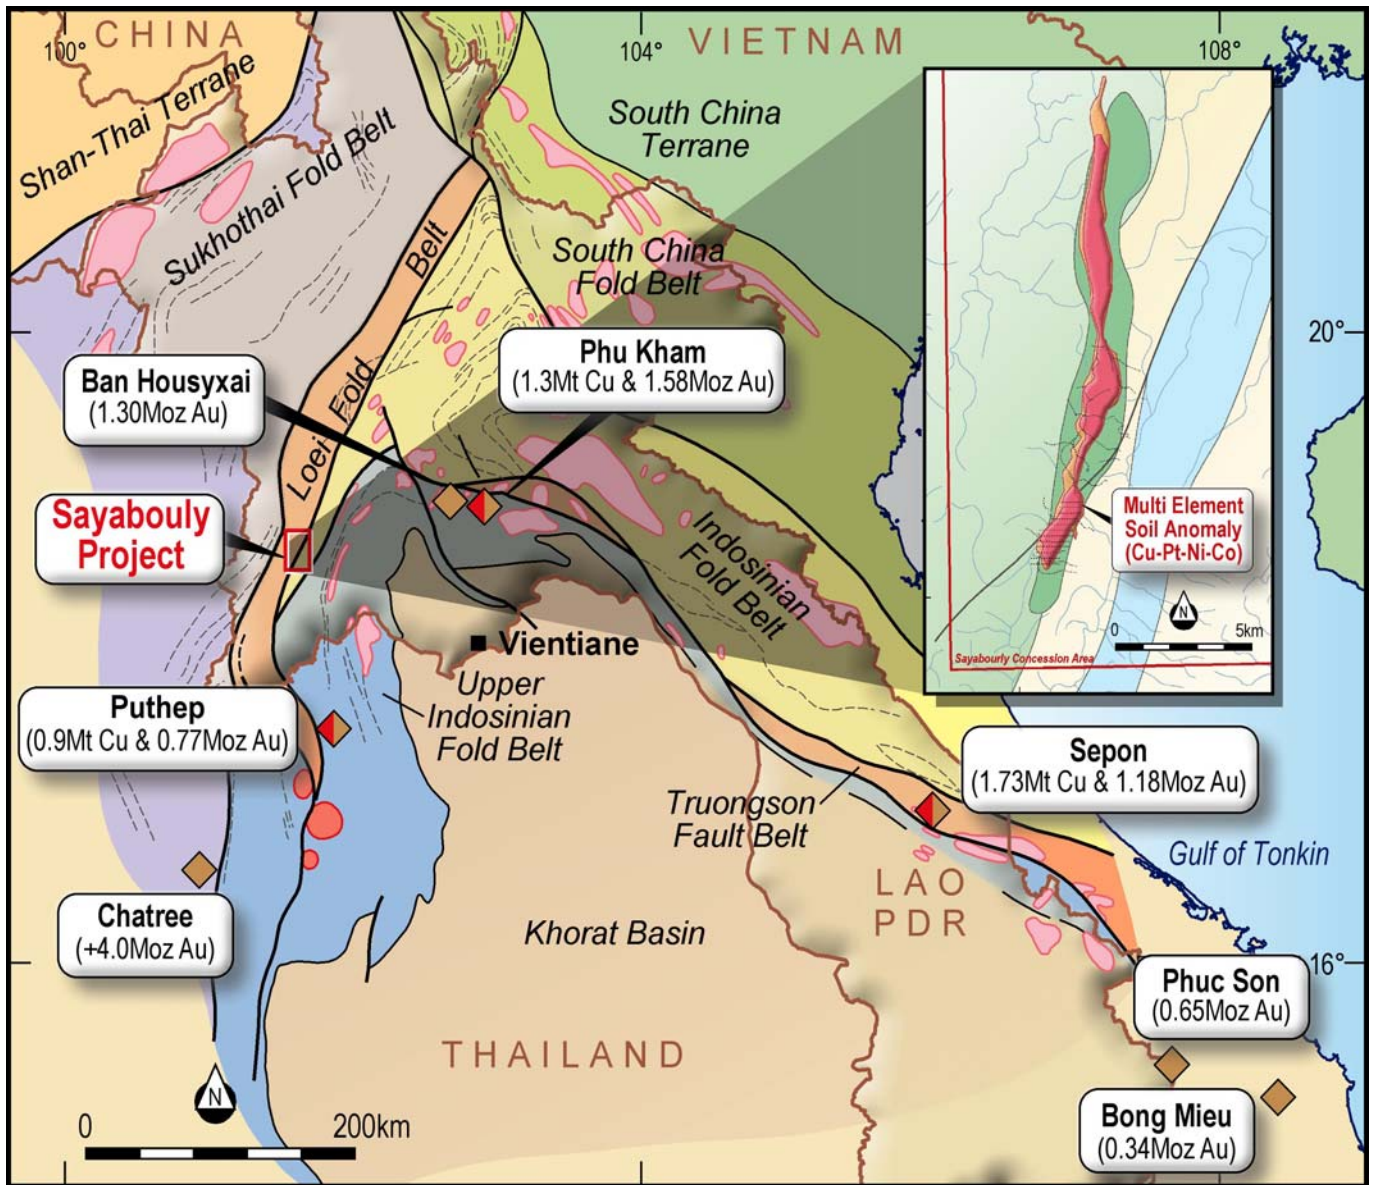 CHINA
VIETNAM
100°
104°
108°
20°
16°
Shan-Thai Terrane
Sukhothai Fold Belt
Loei Fold Belt
South China
Terrane
South China
Fold Belt
Ban Housyxai
(1.30Moz Au)
Phu Kham
(1.3Mt Cu & 1.58Moz Au)
Sayabouly
Project
Indosinian
Fold Belt
Multi Element
Soil Anomaly
(Cu-Pt-Ni-Co)
N
0
5km
Sayabourly Concession Area
Vientiane
Upper
Indosinian
Fold Belt
Puthep
(0.9Mt Cu & 0.77Moz Au)
Sepon
(1.73Mt Cu & 1.18Moz Au)
Truongson
Fault Belt
Gulf of Tonkin
LAO
PDR
Chatree
(+4.0Moz Au)
Khorat Basin
Phuc Son
(0.65Moz Au)
THAILAND
Bong Mieu
(0.34Moz Au)
N
0
200km